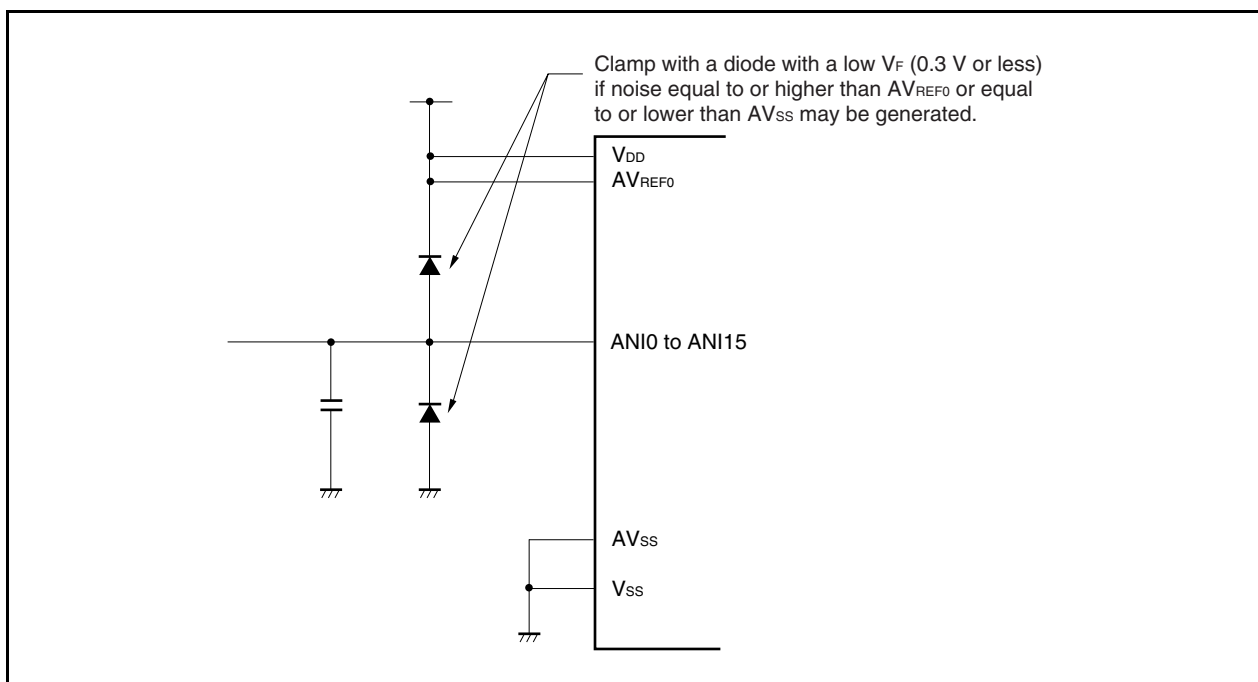 Clamp with a diode with a low VF (0.3 V or less)
if noise equal to or higher than AVREF0 or equal
to or lower than AVSS may be generated.
VDD
AVREF0
ANI0 to ANI15
AVSS
VSS